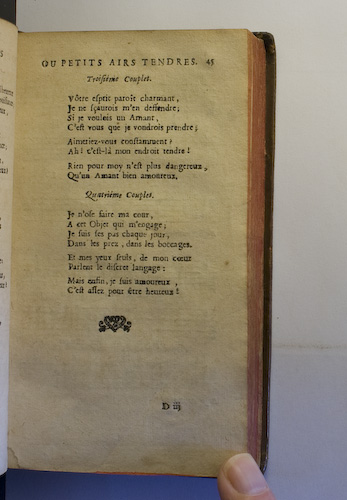 OU PETITS AIRS TENDRES. 45
Troisiéme Couplet.
Vôtre esprit paroît charmant,
Je ne sçaurois m'en deffendre;
Si je voulois un Amant,
C'est vous que je voudrois prendre;
Aimeriez-vous constamment?
Ah! c'est-là mon endroit tendre!
Rien pour moy n'est plus dangereux,
Qu'un Amant bien amoureux.
Quatriéme Couplet.
Je n'ose faire ma cour,
A cet Objet qui m'engage;
Je suis ses pas chaque jour,
Dans les prez, dans les boccages.
Et mes yeux seuls, de mon cœur
Parlent le discret langage:
Mais enfin, je suis amoureux,
C'est assez pour être heureux!
D iij